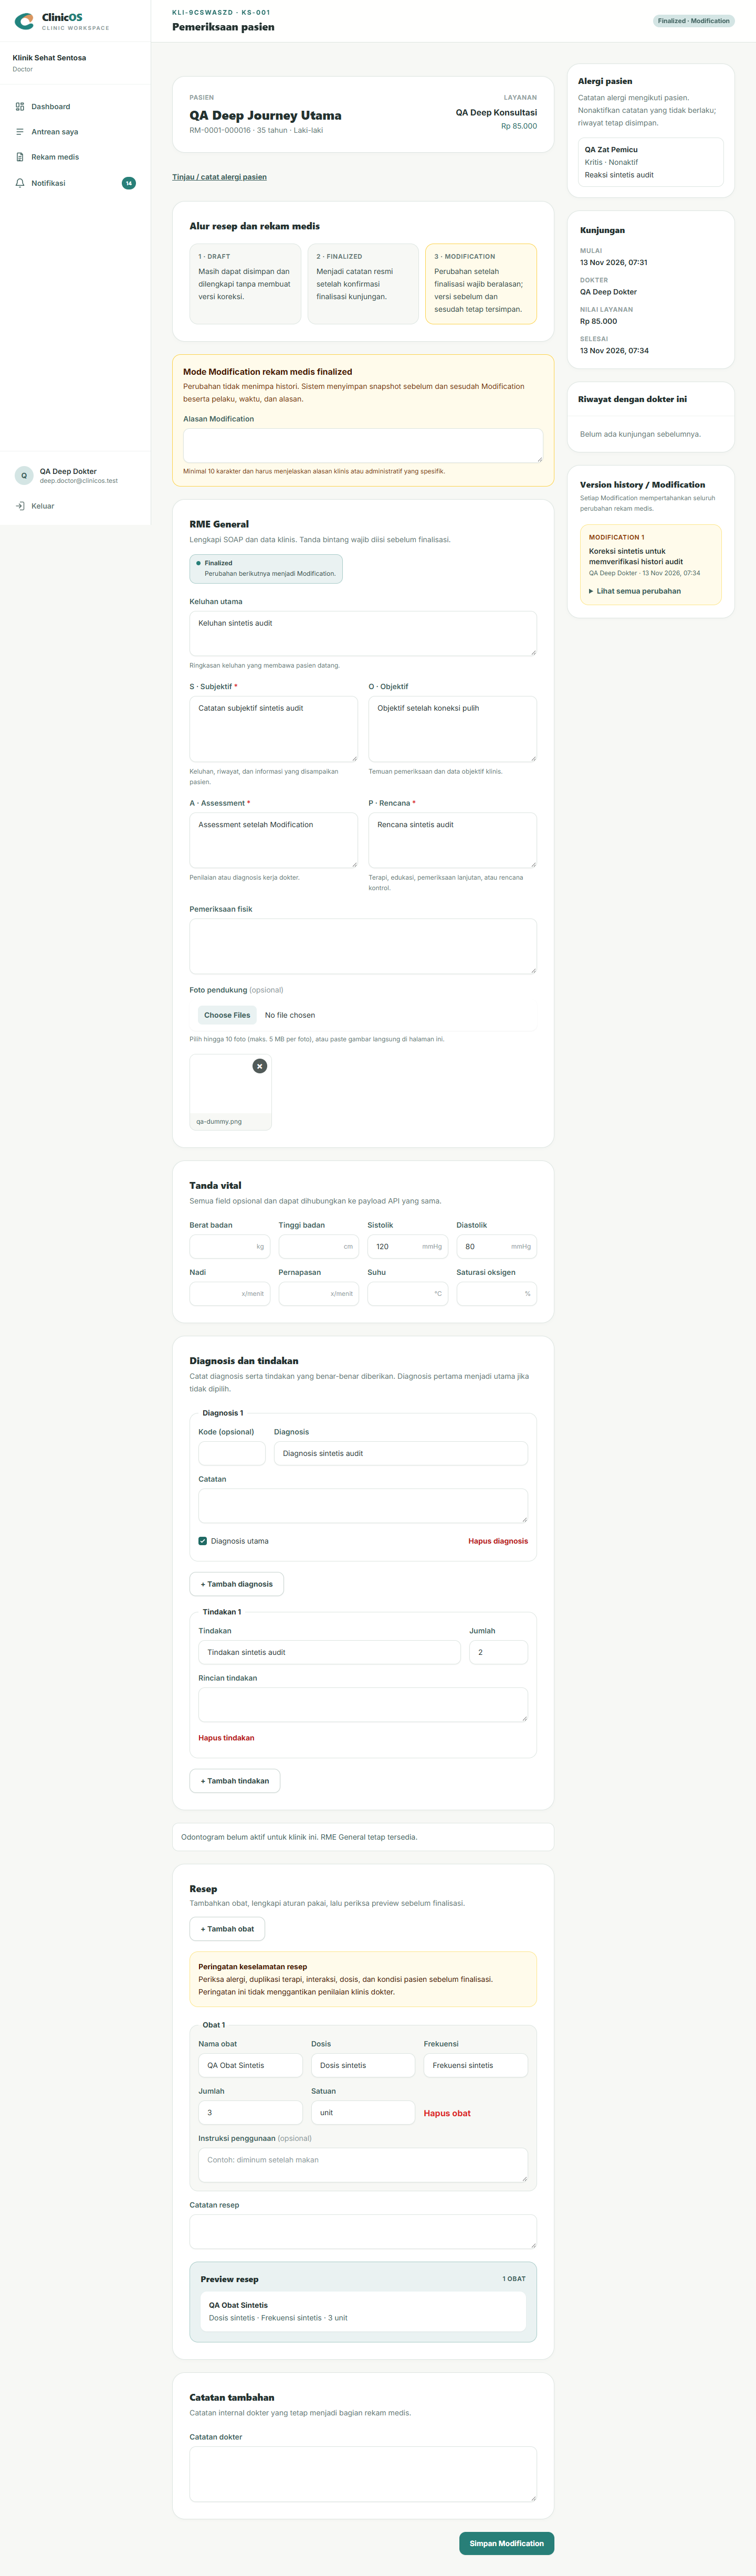 ClinicOS
CLINIC WORKSPACE
Klinik Sehat Sentosa
Doctor
Dashboard
Antrean saya
Rekam medis
Notifikasi
14
QA Deep Dokter
deep.doctor@clinicos.test
Q
Keluar
KLI-9CSWASZD · KS-001
Pemeriksaan pasien
Finalized · Modification
PASIEN
QA Deep Journey Utama
RM-0001-000016 · 35 tahun · Laki-laki
LAYANAN
QA Deep Konsultasi
Rp 85.000
Tinjau / catat alergi pasien
Alur resep dan rekam medis
1 · DRAFT
Masih dapat disimpan dan
dilengkapi tanpa membuat
versi koreksi.
2 · FINALIZED
Menjadi catatan resmi
setelah konfirmasi
finalisasi kunjungan.
3 · MODIFICATION
Perubahan setelah
finalisasi wajib beralasan;
versi sebelum dan
sesudah tetap tersimpan.
Mode Modification rekam medis finalized
Perubahan tidak menimpa histori. Sistem menyimpan snapshot sebelum dan sesudah Modification
beserta pelaku, waktu, dan alasan.
Alasan Modification
Minimal 10 karakter dan harus menjelaskan alasan klinis atau administratif yang spesifik.
RME General
Lengkapi SOAP dan data klinis. Tanda bintang wajib diisi sebelum finalisasi.
Finalized
Perubahan berikutnya menjadi Modification.
Keluhan utama
Keluhan sintetis audit
Ringkasan keluhan yang membawa pasien datang.
S · Subjektif *
Catatan subjektif sintetis audit
Keluhan, riwayat, dan informasi yang disampaikan
pasien.
O · Objektif
Objektif setelah koneksi pulih
Temuan pemeriksaan dan data objektif klinis.
A · Assessment *
Assessment setelah Modification
Penilaian atau diagnosis kerja dokter.
P · Rencana *
Rencana sintetis audit
Terapi, edukasi, pemeriksaan lanjutan, atau rencana
kontrol.
Pemeriksaan fisik
Foto pendukung (opsional)
Choose Files No file chosen
Pilih hingga 10 foto (maks. 5 MB per foto), atau paste gambar langsung di halaman ini.
×
qa-dummy.png
Tanda vital
Semua field opsional dan dapat dihubungkan ke payload API yang sama.
Berat badan
kg
Tinggi badan
cm
Sistolik
120 mmHg
Diastolik
80 mmHg
Nadi
x/menit
Pernapasan
x/menit
Suhu
°C
Saturasi oksigen
%
Diagnosis dan tindakan
Catat diagnosis serta tindakan yang benar-benar diberikan. Diagnosis pertama menjadi utama jika
tidak dipilih.
Diagnosis 1
Kode (opsional)
Diagnosis
Diagnosis sintetis audit
Catatan
Diagnosis utama
Hapus diagnosis
+ Tambah diagnosis
Tindakan 1
Tindakan
Tindakan sintetis audit
Jumlah
2
Rincian tindakan
Hapus tindakan
+ Tambah tindakan
Odontogram belum aktif untuk klinik ini. RME General tetap tersedia.
Resep
Tambahkan obat, lengkapi aturan pakai, lalu periksa preview sebelum finalisasi.
+ Tambah obat
Peringatan keselamatan resep
Periksa alergi, duplikasi terapi, interaksi, dosis, dan kondisi pasien sebelum finalisasi.
Peringatan ini tidak menggantikan penilaian klinis dokter.
Obat 1
Nama obat
QA Obat Sintetis
Dosis
Dosis sintetis
Frekuensi
Frekuensi sintetis
Jumlah
3
Satuan
unit
Hapus obat
Instruksi penggunaan (opsional)
Contoh: diminum setelah makan
Catatan resep
Preview resep
1 OBAT
QA Obat Sintetis
Dosis sintetis · Frekuensi sintetis · 3 unit
Catatan tambahan
Catatan internal dokter yang tetap menjadi bagian rekam medis.
Catatan dokter
Simpan Modification
Alergi pasien
Catatan alergi mengikuti pasien.
Nonaktifkan catatan yang tidak berlaku;
riwayat tetap disimpan.
QA Zat Pemicu
Kritis · Nonaktif
Reaksi sintetis audit
Kunjungan
MULAI
13 Nov 2026, 07:31
DOKTER
QA Deep Dokter
NILAI LAYANAN
Rp 85.000
SELESAI
13 Nov 2026, 07:34
Riwayat dengan dokter ini
Belum ada kunjungan sebelumnya.
Version history / Modification
Setiap Modification mempertahankan seluruh
perubahan rekam medis.
MODIFICATION 1
Koreksi sintetis untuk
memverifikasi histori audit
QA Deep Dokter · 13 Nov 2026, 07:34
Lihat semua perubahan